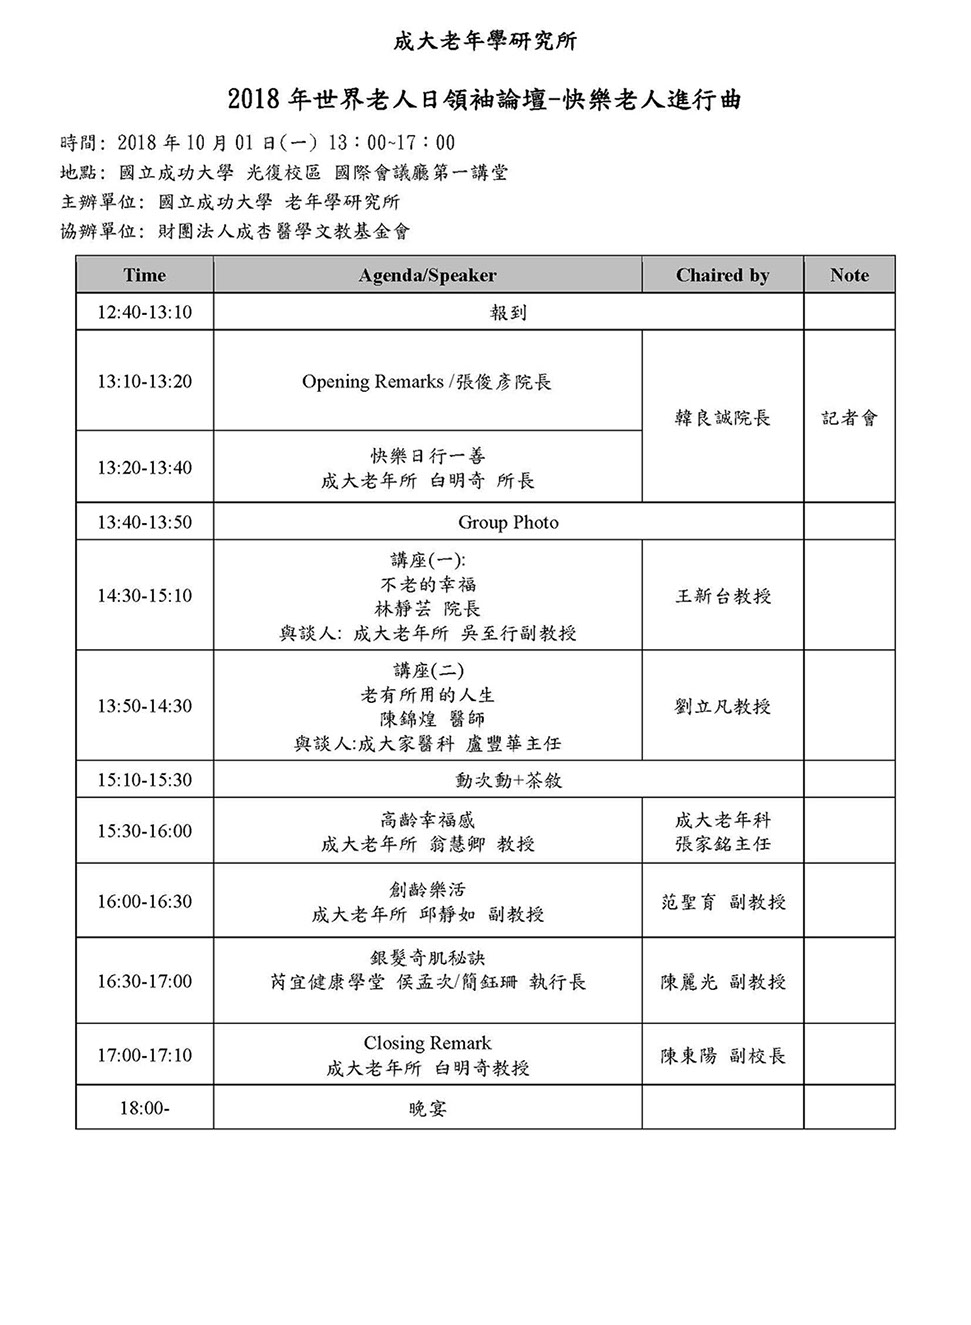 成大老年學研究所
2018 年世界老人日領袖論壇-快樂老人進行曲
時間: 2018 年 10 月 01 日(一) 13：00~17：00
地點: 國立成功大學 光復校區 國際會議廳第一講堂
主辦單位: 國立成功大學 老年學研究所
協辦單位: 財團法人成杏醫學文教基金會
Time Agenda/Speaker Chaired by Note
12:40-13:10 報到
13:10-13:20 Opening Remarks /張俊彥院長
韓良誠院長 記者會
13:20-13:40 快樂日行一善
成大老年所 白明奇 所長
13:40-13:50 Group Photo
14:30-15:10 講座(一):
不老的幸福
林靜芸 院長
與談人: 成大老年所 吳至行副教授
王新台教授
13:50-14:30 講座(二)
老有所用的人生
陳錦煌 醫師
與談人:成大家醫科 盧豐華主任
劉立凡教授
15:10-15:30 動次動+茶敘
15:30-16:00 高齡幸福感
成大老年所 翁慧卿 教授
成大老年科
張家銘主任
16:00-16:30 創齡樂活
成大老年所 邱靜如 副教授
范聖育 副教授
16:30-17:00 銀髮奇肌秘訣
芮宜健康學堂 侯孟次/簡鈺珊 執行長
陳麗光 副教授
17:00-17:10 Closing Remark
成大老年所 白明奇教授
陳東陽 副校長
18:00- 晚宴